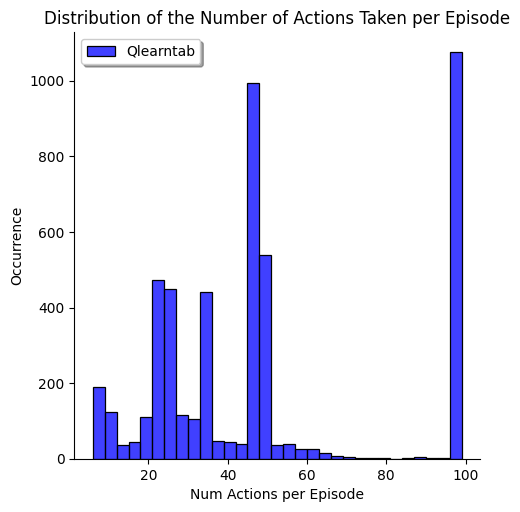 Distribution of the Number of Actions Taken per Episode
Qlearntab
1000
800
600
400
200
0
Occurrence
20 40 60 80 100
Num Actions per Episode